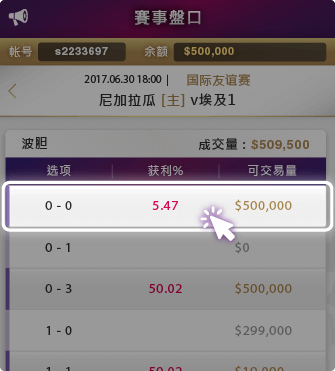 賽事盤口
帐号 s2233697 余额 $500,000
2017.06.30 18:00 | 国际友谊赛
尼加拉瓜 [主] v埃及1
波胆 成交量 : $509,500
选项 获利% 可交易量
0 - 0 5.47 $500,000
0 - 1 $0
0 - 3 50.02 $500,000
1 - 0 $299,000
1 - 1 59.02 $10,000